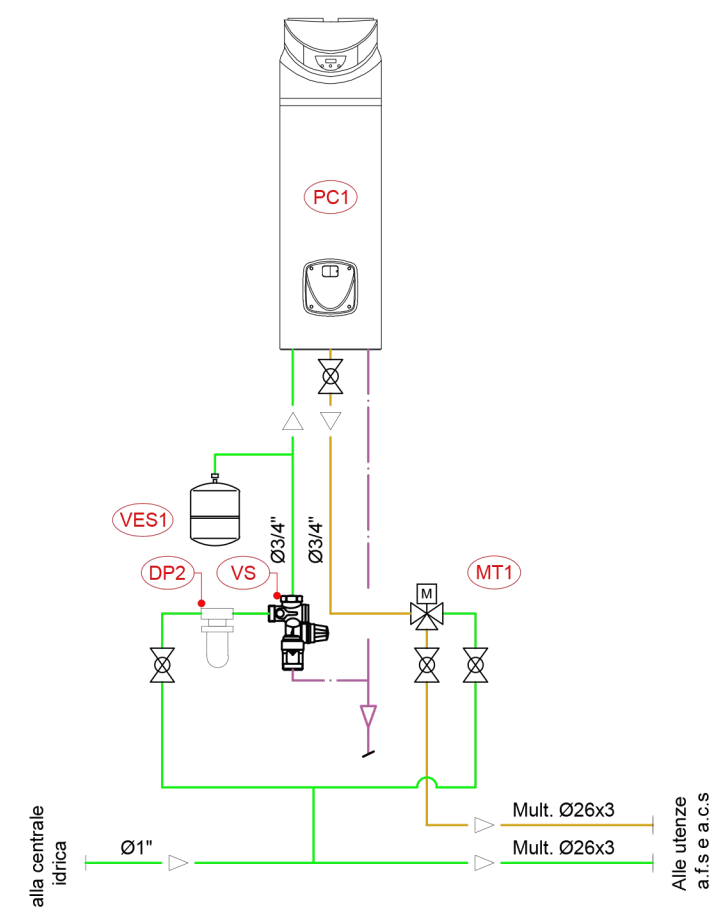 PC1
VES1
Ø3/4"
Ø3/4"
DP2
VS
M
MT1
Mult. Ø26x3
Ø1"
Mult. Ø26x3
alla centrale
idrica
Alle utenze
a.f.s e a.c.s